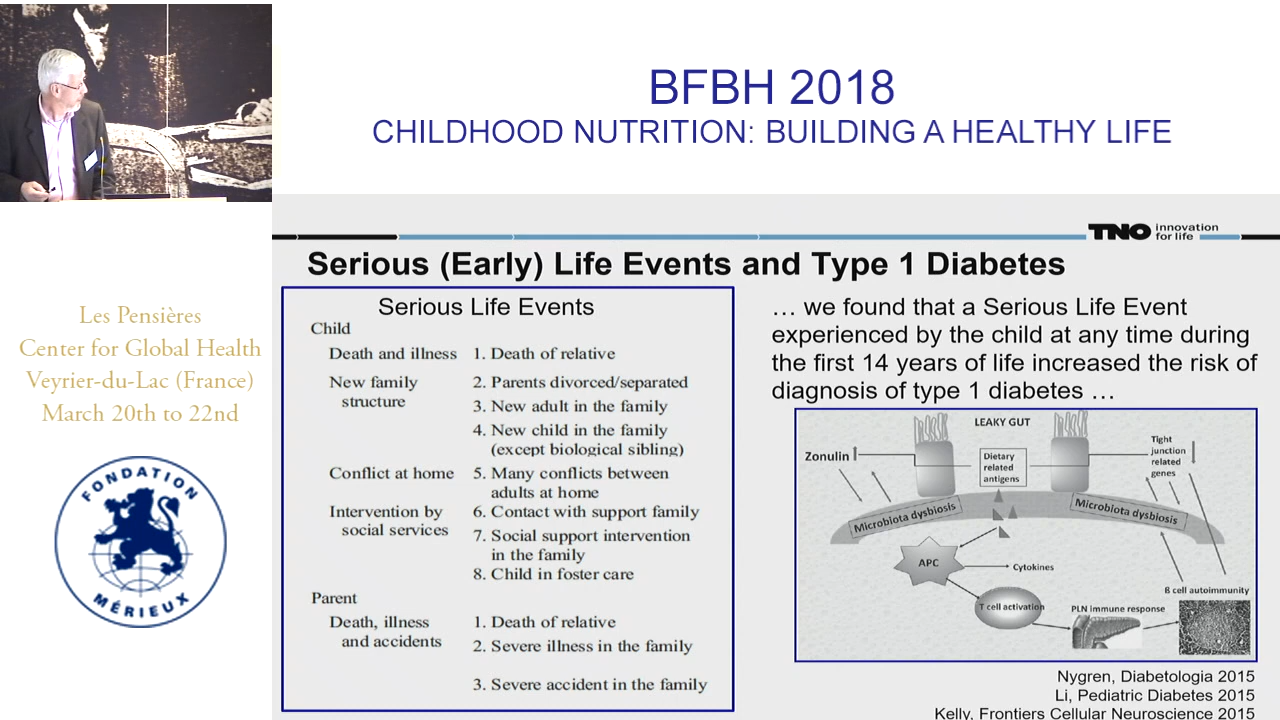 BFBH 2018
CHILDHOOD NUTRITION: BUILDING A HEALTHY LIFE
Les Pensières
Center for Global Health
Veyrier-du-Lac (France)
March 20th to 22nd
FONDATION
MÉRIEUX
TNO innovation
for life
Serious (Early) Life Events and Type 1 Diabetes
Serious Life Events
Child
Death and illness 1. Death of relative
New family 2. Parents divorced/separated
structure
3. New adult in the family
4. New child in the family
(except biological sibling)
Conflict at home 5. Many conflicts between
adults at home
Intervention by 6. Contact with support family
social services
7. Social support intervention
in the family
8. Child in foster care
Parent
Death, illness 1. Death of relative
and accidents
2. Severe illness in the family
3. Severe accident in the family
… we found that a Serious Life Event
experienced by the child at any time during
the first 14 years of life increased the risk of
diagnosis of type 1 diabetes …
LEAKY GUT
Zonulin
Dietary
related
antigens
Tight
junction
related
genes
Microbiota dysbiosis
Microbiota dysbiosis
APC
Cytokines
T cell activation
PLN immune response
B cell autoimmunity
Nygren, Diabetologia 2015
Li, Pediatric Diabetes 2015
Kelly, Frontiers Cellular Neuroscience 2015